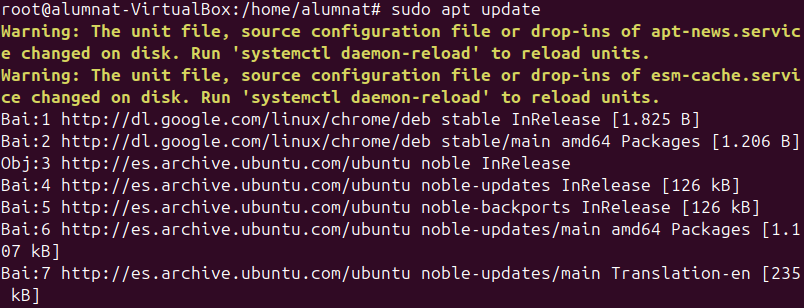 root@alumnat-VirtualBox:/home/alumnat# sudo apt update
Warning: The unit file, source configuration file or drop-ins of apt-news.servic
e changed on disk. Run 'systemctl daemon-reload' to reload units.
Warning: The unit file, source configuration file or drop-ins of esm-cache.servi
ce changed on disk. Run 'systemctl daemon-reload' to reload units.
Bai:1 http://dl.google.com/linux/chrome/deb stable InRelease [1.825 B]
Bai:2 http://dl.google.com/linux/chrome/deb stable/main amd64 Packages [1.206 B]
Obj:3 http://es.archive.ubuntu.com/ubuntu noble InRelease
Bai:4 http://es.archive.ubuntu.com/ubuntu noble-updates InRelease [126 kB]
Bai:5 http://es.archive.ubuntu.com/ubuntu noble-backports InRelease [126 kB]
Bai:6 http://es.archive.ubuntu.com/ubuntu noble-updates/main amd64 Packages [1.1
07 kB]
Bai:7 http://es.archive.ubuntu.com/ubuntu noble-updates/main Translation-en [235
 kB]